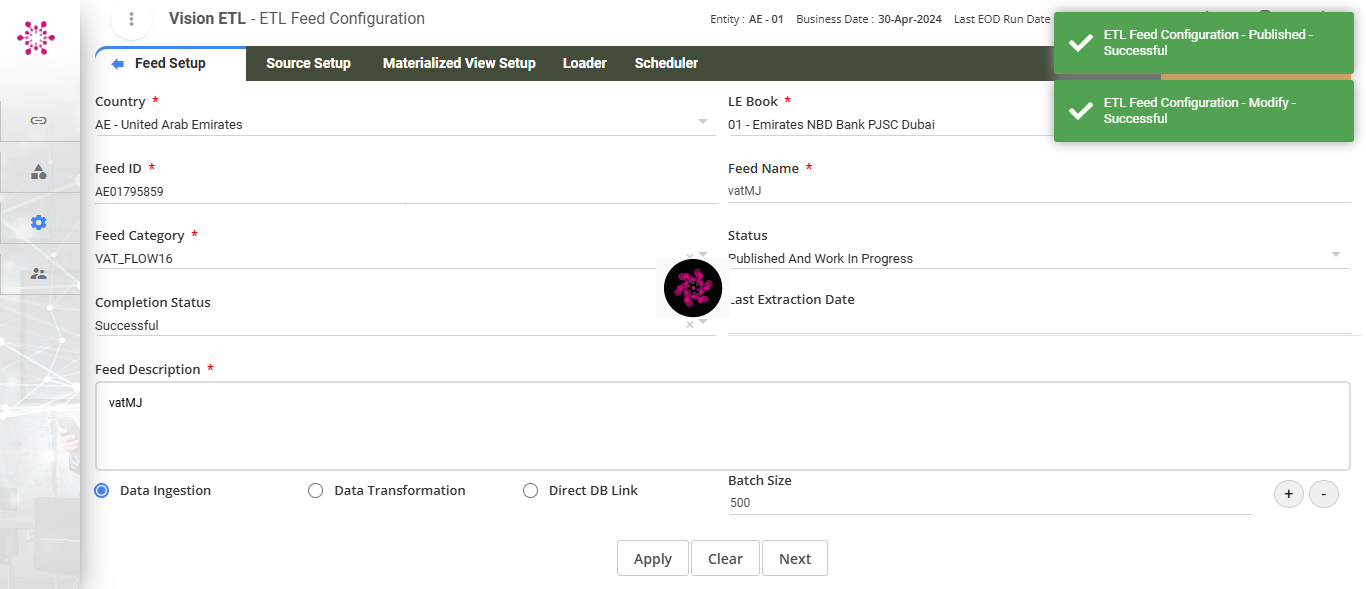 Vision ETL - ETL Feed Configuration
Entity : AE - 01 Business Date : 30-Apr-2024 Last EOD Run Date
ETL Feed Configuration - Published -
Successful
ETL Feed Configuration - Modify -
Successful
Feed Setup Source Setup Materialized View Setup Loader Scheduler
Country * LE Book *
AE - United Arab Emirates 01 - Emirates NBD Bank PJSC Dubai
Feed ID * Feed Name *
AE01795859 vatMJ
Feed Category * Status
VAT_FLOW16 Published And Work In Progress
Completion Status Last Extraction Date
Successful
Feed Description *
vatMJ
Data Ingestion Data Transformation Direct DB Link Batch Size
500
+ -
Apply Clear Next